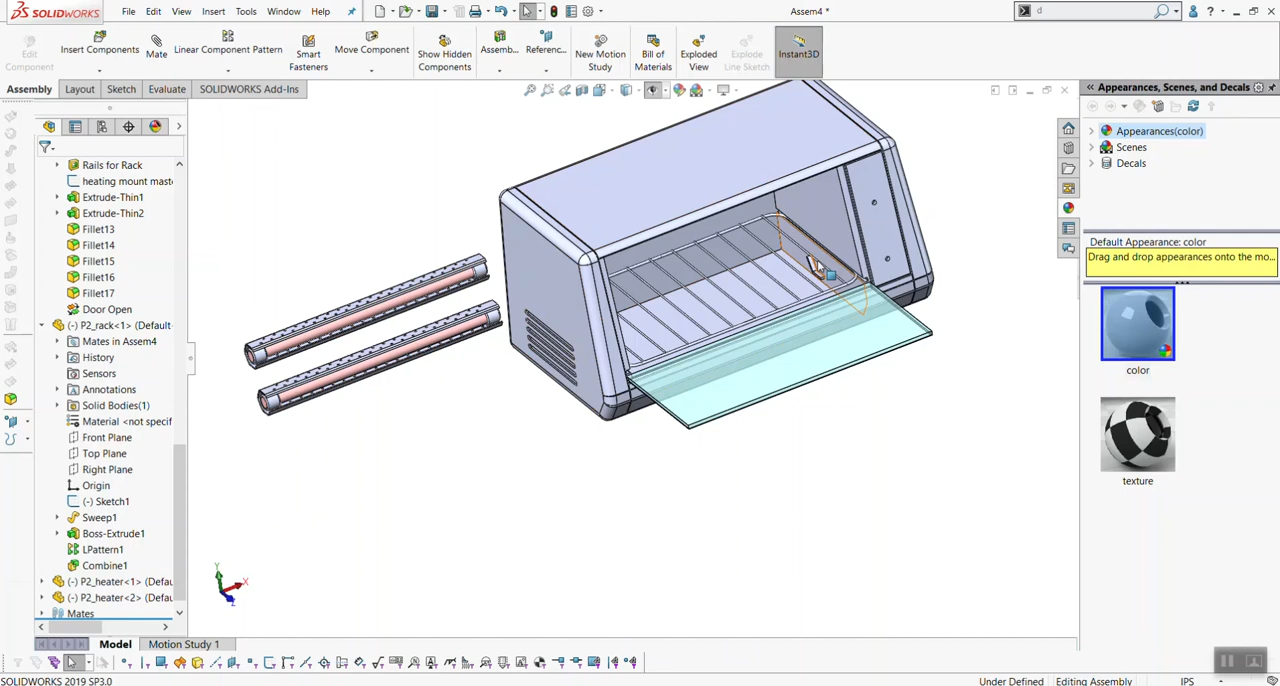 SOLIDWORKS
File Edit View Insert Tools Window Help
Assem4 *
d
Edit Component
Insert Components
Mate
Linear Component Pattern
Smart Fasteners
Move Component
Show Hidden Components
Assemb...
Referenc...
New Motion Study
Bill of Materials
Exploded View
Explode Line Sketch
Instant3D
Assembly Layout Sketch Evaluate SOLIDWORKS Add-Ins
Rails for Rack
heating mount mast
Extrude-Thin1
Extrude-Thin2
Fillet13
Fillet14
Fillet15
Fillet16
Fillet17
Door Open
(-) P2_rack<1> (Default
Mates in Assem4
History
Sensors
Annotations
Solid Bodies(1)
Material <not specif
Front Plane
Top Plane
Right Plane
Origin
(-) Sketch1
Sweep1
Boss-Extrude1
LPattern1
Combine1
(-) P2_heater<1> (Defau
(-) P2_heater<2> (Defau
Mates
Y
X
Z
Appearances, Scenes, and Decals
Appearances(color)
Scenes
Decals
Default Appearance: color
Drag and drop appearances onto the mo...
color
texture
Model Motion Study 1
SOLIDWORKS 2019 SP3.0
Under Defined Editing Assembly IPS